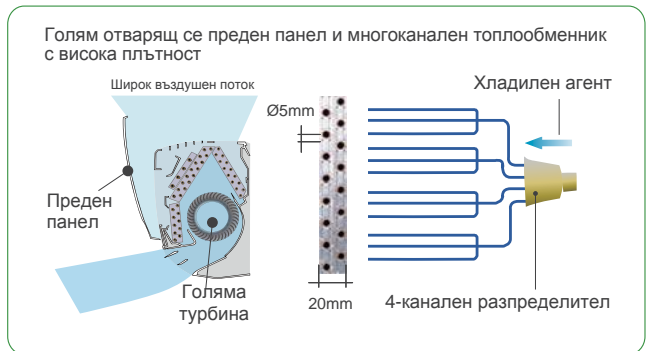 Голям отварящ се преден панел и многоканален топлообменник
с висока плътност
Широк въздушен поток
Хладилен агент
Ø5mm
Преден
панел
Голяма
турбина
20mm
4-канален разпределител